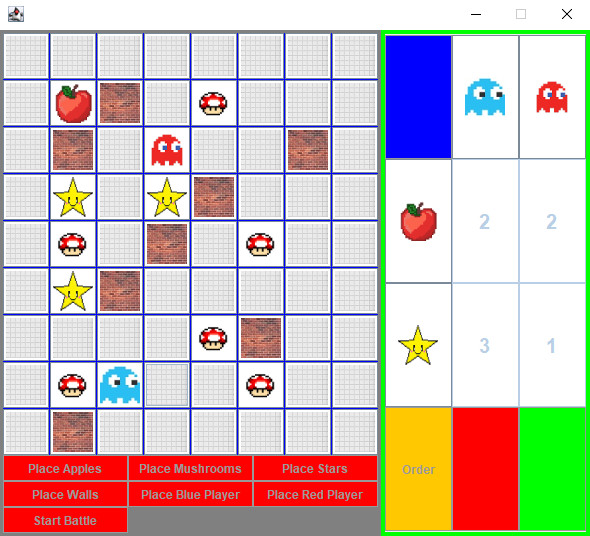 2 2
3 1
Order
Place Apples Place Mushrooms Place Stars
Place Walls Place Blue Player Place Red Player
Start Battle